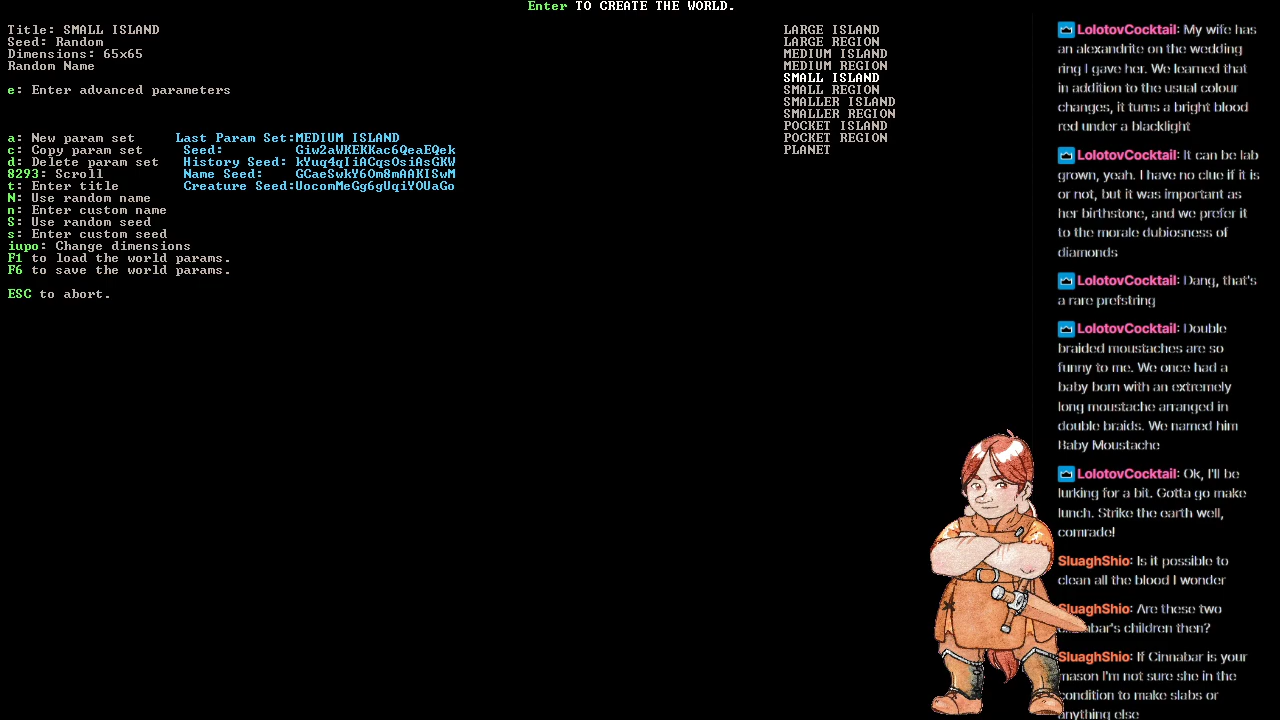 Enter TO CREATE THE WORLD.
Title: SMALL ISLAND
Seed: Random
Dimensions: 65x65
Random Name
e: Enter advanced parameters
a: New param set
c: Copy param set
d: Delete param set
8293: Scroll
t: Enter title
N: Use random name
n: Enter custom name
S: Use random seed
s: Enter custom seed
iupo: Change dimensions
F1 to load the world params.
F6 to save the world params.
ESC to abort.
Last Param Set:MEDIUM ISLAND
Seed: Giw2aWKEKKac6QeaEQek
History Seed: kYuq4qIiACqsOsiAsGKW
Name Seed: GCaeSwkY6Om8mAAKISwM
Creature Seed:UocomMeGg6gUqiYOUaGo
LARGE ISLAND
LARGE REGION
MEDIUM ISLAND
MEDIUM REGION
SMALL ISLAND
SMALL REGION
SMALLER ISLAND
SMALLER REGION
POCKET ISLAND
POCKET REGION
PLANET
LolotovCocktail: My wife has
an alexandrite on the wedding
ring I gave her. We learned that
in addition to the usual colour
changes, it turns a bright blood
red under a blacklight
LolotovCocktail: It can be lab
grown, yeah. I have no clue if it is
or not, but it was important as
her birthstone, and we prefer it
to the morale dubiosness of
diamonds
LolotovCocktail: Dang, that's
a rare prefstring
LolotovCocktail: Double
braided moustaches are so
funny to me. We once had a
baby born with an extremely
long moustache arranged in
double braids. We named him
Baby Moustache
LolotovCocktail: Ok, I'll be
lurking for a bit. Gotta go make
lunch. Strike the earth well,
comrade!
SluaghShio: Is it possible to
clean all the blood I wonder
SluaghShio: Are these two
cinnabar's children then?
SluaghShio: If Cinnabar is your
mason I'm not sure she in the
condition to make slabs or
anything else